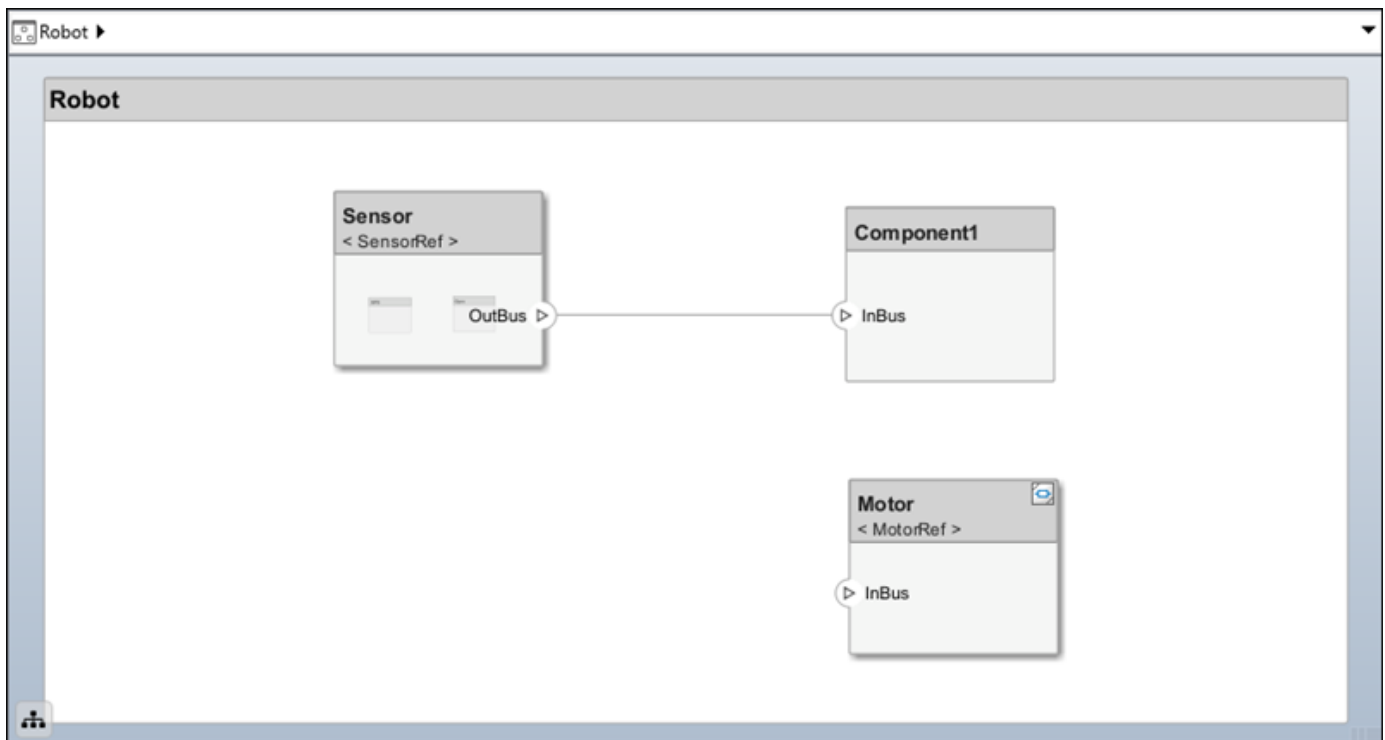 Robot
Robot
Sensor
< SensorRef >
OutBus
Component1
InBus
Motor
< MotorRef >
InBus